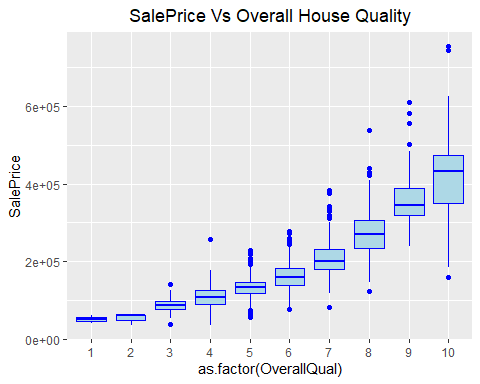 SalePrice Vs Overall House Quality
SalePrice
6e+05
4e+05
2e+05
0e+00
1 2 3 4 5 6 7 8 9 10
as.factor(OverallQual)